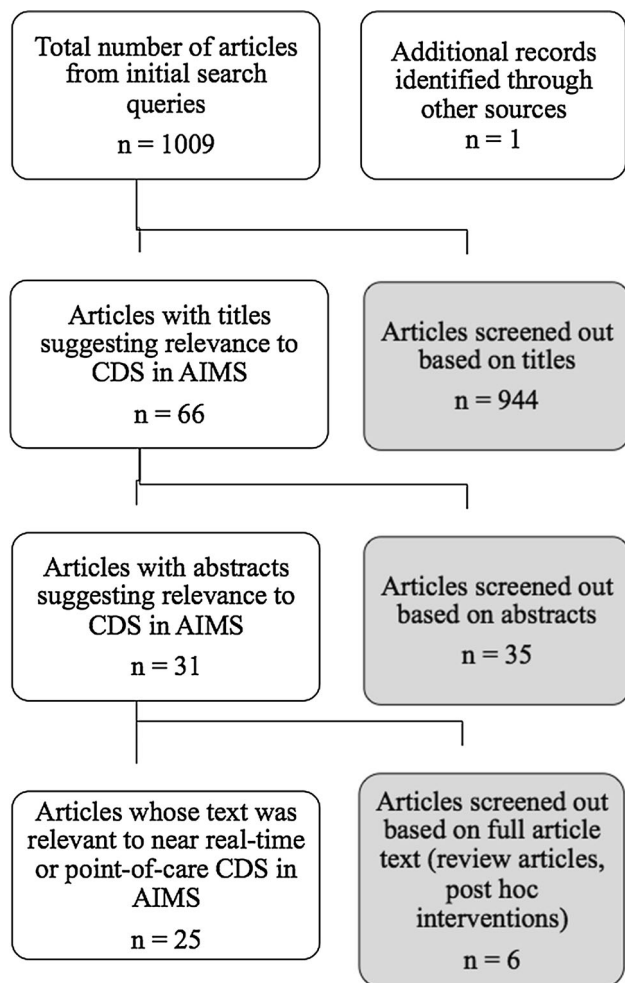 Total number of articles
from initial search
queries
n = 1009
Additional records
identified through
other sources
n = 1
Articles with titles
suggesting relevance to
CDS in AIMS
n = 66
Articles screened out
based on titles
n = 944
Articles with abstracts
suggesting relevance to
CDS in AIMS
n = 31
Articles screened out
based on abstracts
n = 35
Articles whose text was
relevant to near real-time
or point-of-care CDS in
AIMS
n = 25
Articles screened out
based on full article
text (review articles,
post hoc
interventions)
n = 6